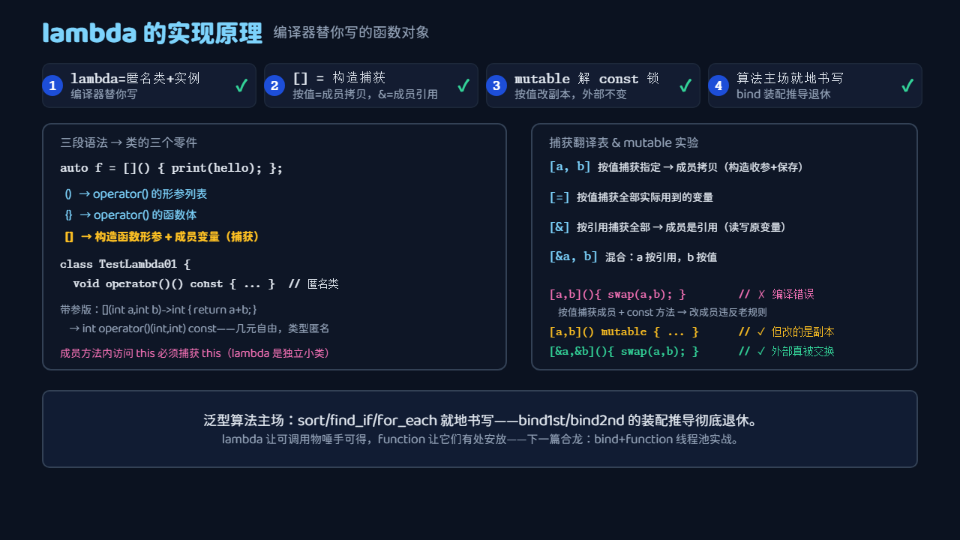 lambda 的实现原理 编译器替你写的函数对象
1 lambda=匿名类+实例 ✓
编译器替你写
2 [] = 构造捕获 ✓
按值=成员拷贝，&=成员引用
3 mutable 解 const 锁 ✓
按值改副本，外部不变
4 算法主场就地书写 ✓
bind 装配推导退休
三段语法 → 类的三个零件
auto f = []() { print(hello); };
() → operator() 的形参列表
{} → operator() 的函数体
[] → 构造函数形参 + 成员变量（捕获）
class TestLambda01 {
void operator()() const { ... } // 匿名类
带参版：[](int a,int b)->int { return a+b; }
→ int operator()(int,int) const——几元自由，类型匿名
成员方法内访问 this 必须捕获 this（lambda 是独立小类）
捕获翻译表 & mutable 实验
[a, b] 按值捕获指定 → 成员拷贝（构造收参+保存）
[=] 按值捕获全部实际用到的变量
[&] 按引用捕获全部 → 成员是引用（读写原变量）
[&a, b] 混合：a 按引用，b 按值
[a,b](){ swap(a,b); } // ✗ 编译错误
按值捕获成员 + const 方法 → 改成员违反老规则
[a,b]() mutable { ... } // ✓ 但改的是副本
[&a,&b](){ swap(a,b); } // ✓ 外部真被交换
泛型算法主场：sort/find_if/for_each 就地书写——bind1st/bind2nd 的装配推导彻底退休。
lambda 让可调用物唾手可得，function 让它们有处安放——下一篇合龙：bind+function 线程池实战。